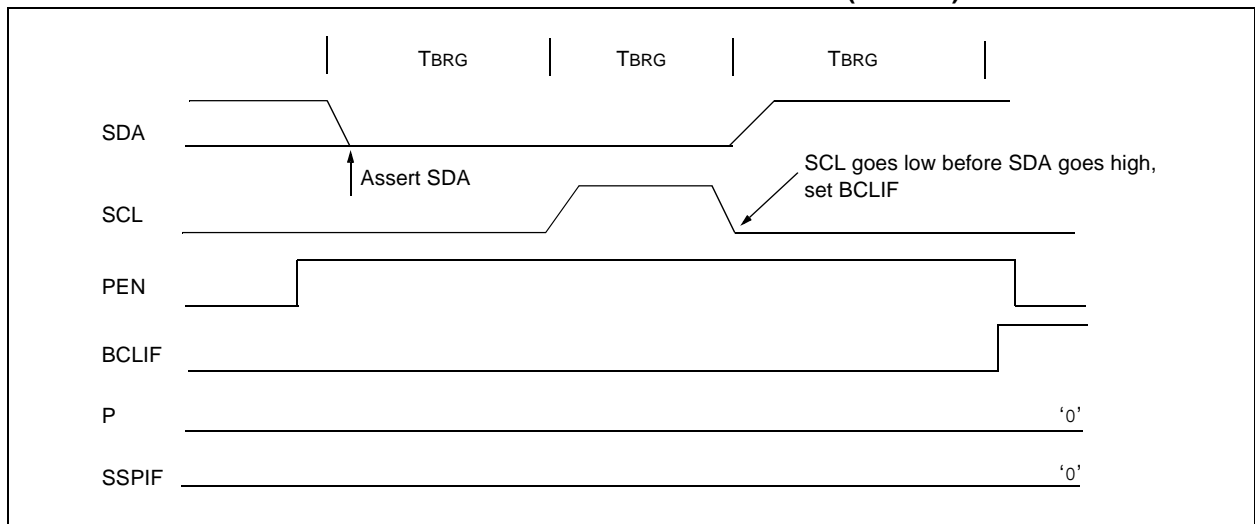 TBRG TBRG TBRG
SDA
Assert SDA
SCL goes low before SDA goes high,
set BCLIF
SCL
PEN
BCLIF
P ‘0’
SSPIF ‘0’